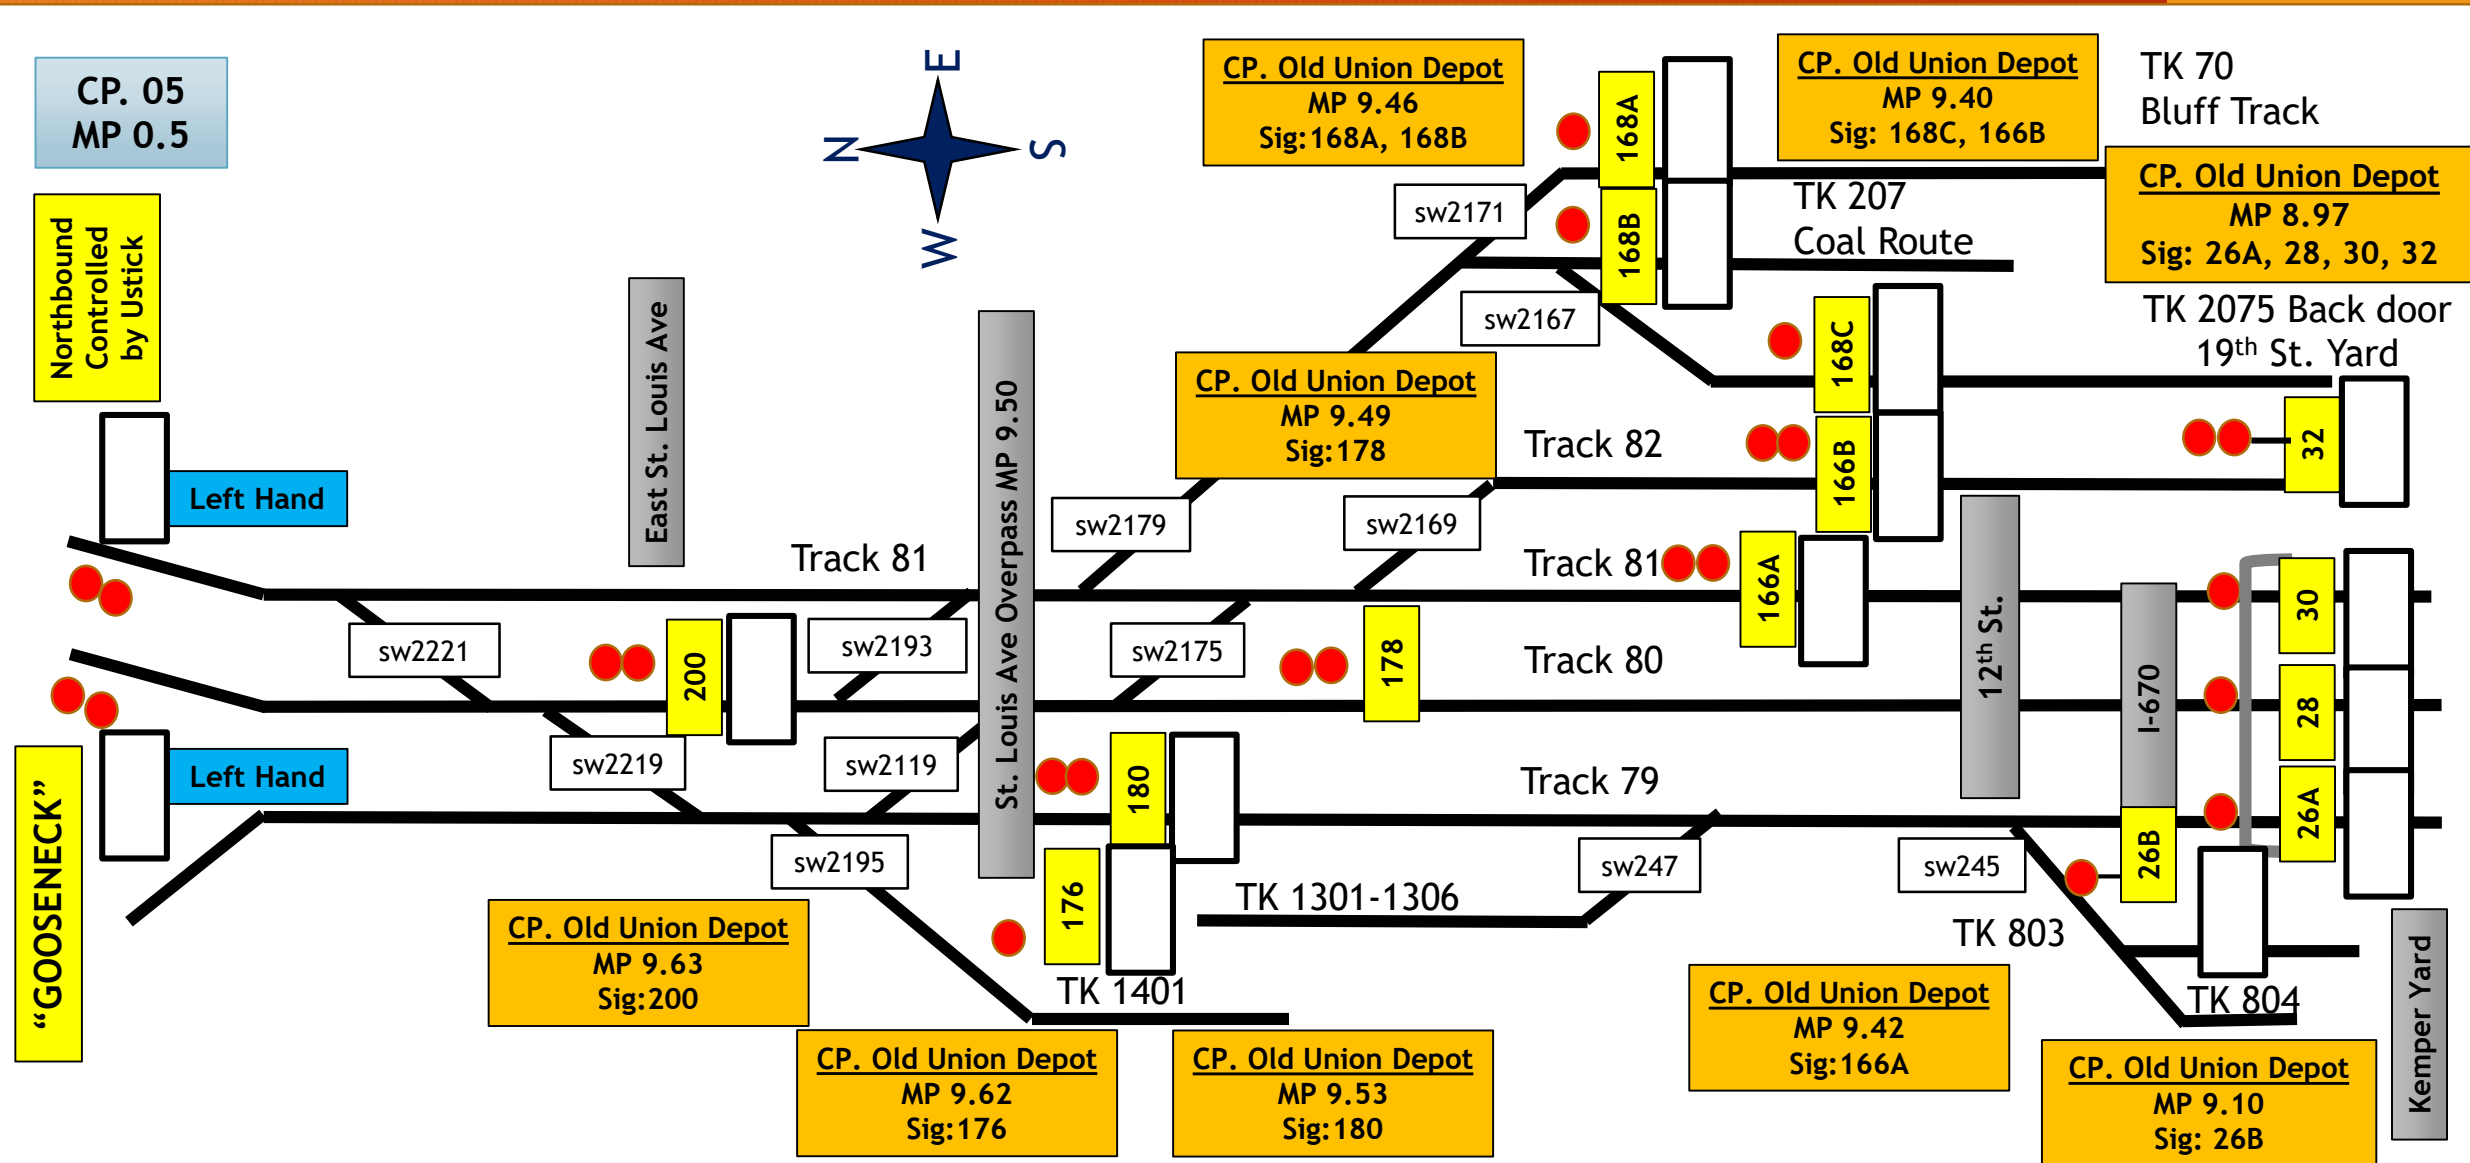 CP. 05
MP 0.5
E
N
S
W
CP. Old Union Depot
MP 9.46
Sig:168A, 168B
168A
CP. Old Union Depot
MP 9.40
Sig: 168C, 166B
TK 70
Bluff Track
CP. Old Union Depot
MP 8.97
Sig: 26A, 28, 30, 32
Northbound
Controlled
by Ustick
sw2171
168B
TK 207
Coal Route
East St. Louis Ave
St. Louis Ave Overpass MP 9.50
sw2167
168C
TK 2075 Back door
19th St. Yard
CP. Old Union Depot
MP 9.49
Sig:178
Track 82
166B
32
Left Hand
sw2179
sw2169
Track 81
Track 81
166A
12th St.
30
sw2221
200
sw2193
sw2175
178
Track 80
I-670
28
"GOOSENECK"
Left Hand
sw2219
sw2119
180
Track 79
26A
sw2195
176
TK 1301-1306
sw247
sw245
26B
TK 803
CP. Old Union Depot
MP 9.63
Sig:200
TK 1401
TK 804
Kemper Yard
CP. Old Union Depot
MP 9.62
Sig:176
CP. Old Union Depot
MP 9.53
Sig:180
CP. Old Union Depot
MP 9.42
Sig:166A
CP. Old Union Depot
MP 9.10
Sig: 26B